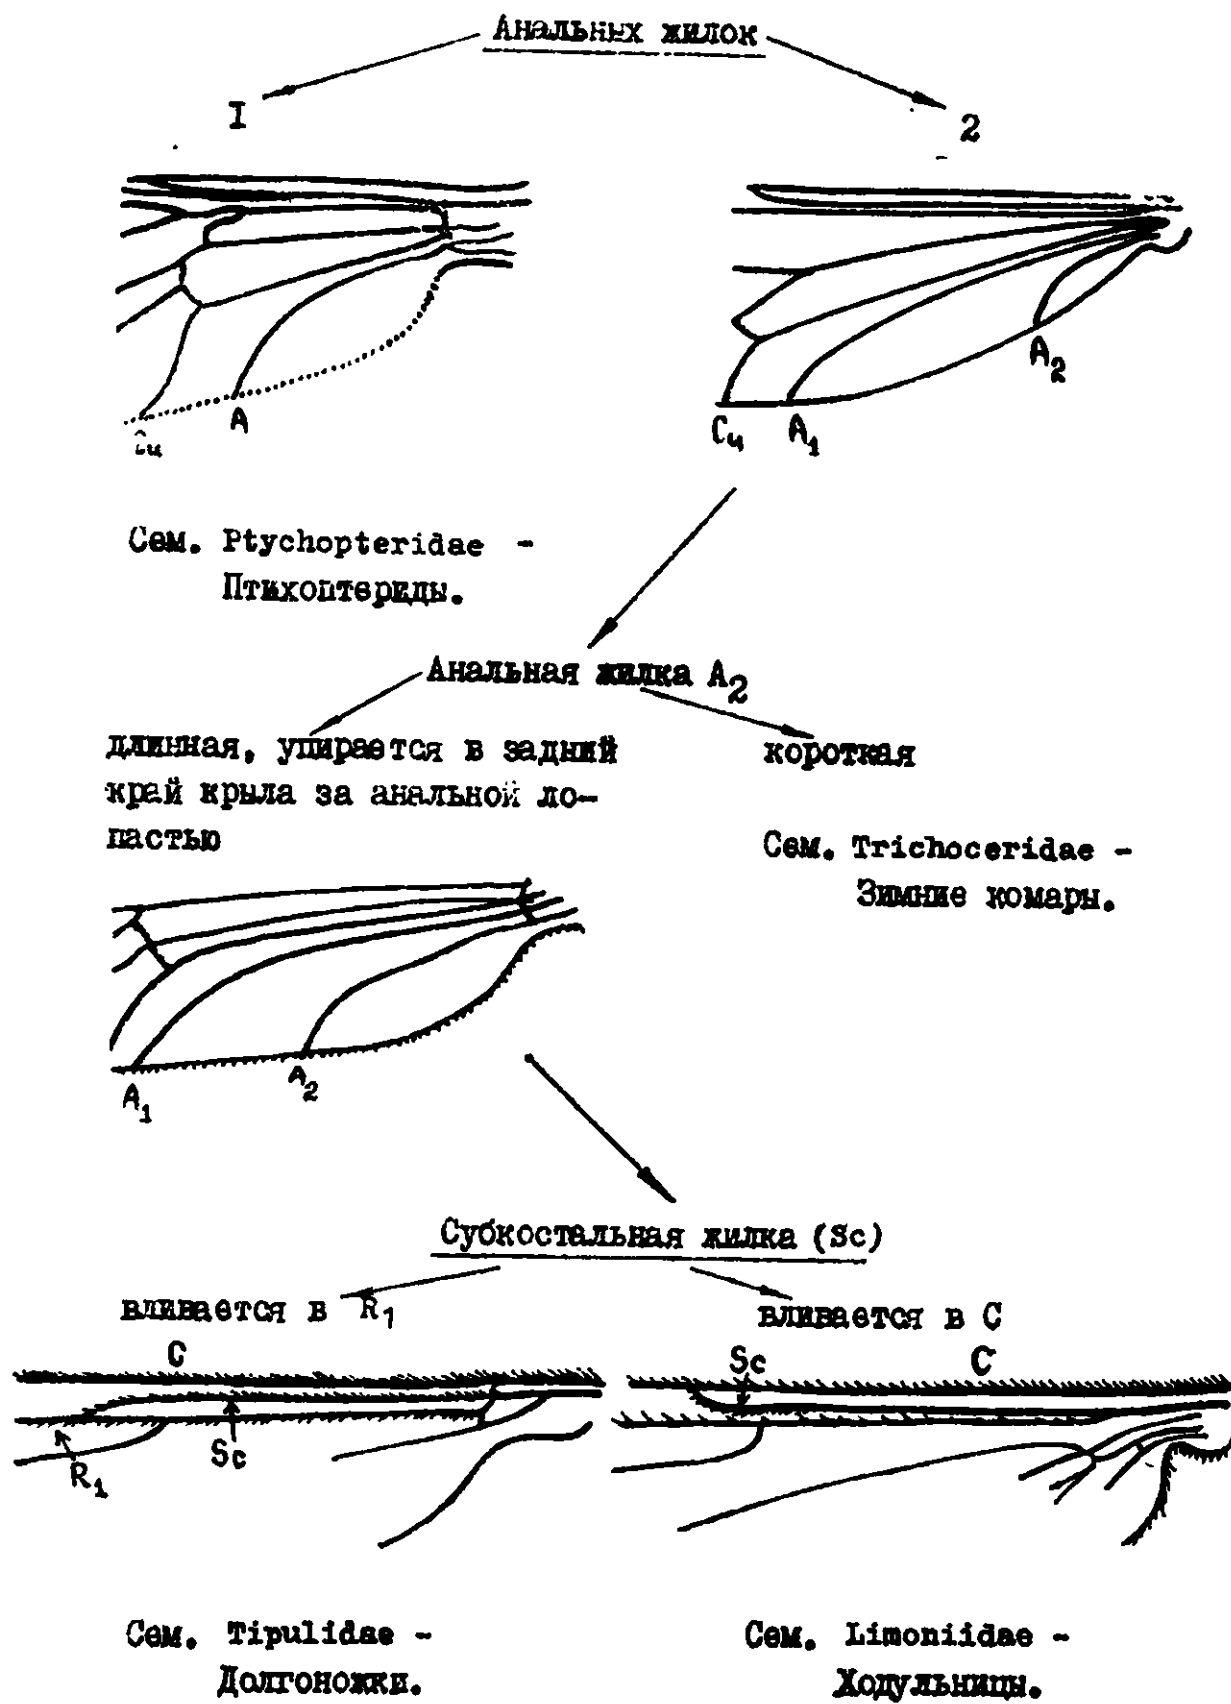 Анальных жилок
I
2
Cu
A
Cu
A1
A2
Сем. Ptychopteridae -
Птихоптериды.
Анальная жилка A2
длинная, упирается в задний
край крыла за анальной ло-
пастью
короткая
Сем. Trichoceridae -
Зимние комары.
A1
A2
Субкостальная жилка (Sc)
вливается в R1
вливается в C
C
Sc
R1
Sc
C
Сем. Tipulidae -
Долгоножки.
Сем. Limoniidae -
Ходульницы.